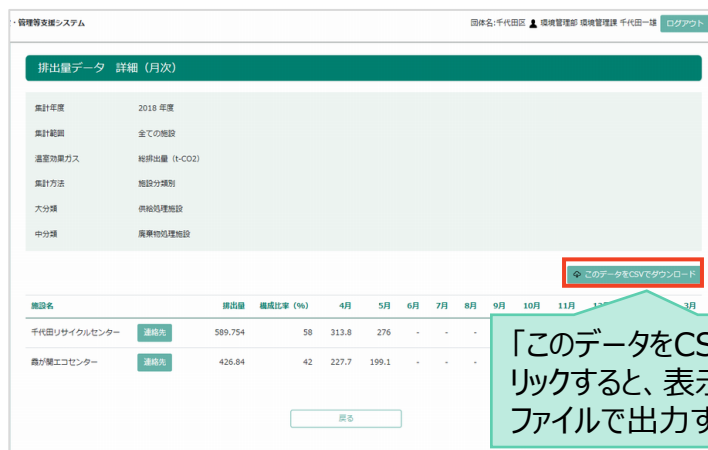 ・管理等支援システム
団体名:千代田区 環境管理部 環境管理課 千代田一雄 ログアウト
排出量データ 詳細（月次）
集計年度 2018 年度
集計範囲 全ての施設
温室効果ガス 総排出量（t-CO2）
集計方法 施設分類別
大分類 供給処理施設
中分類 廃棄物処理施設
このデータをCSVでダウンロード
施設名 排出量 構成比率（%） 4月 5月 6月 7月 8月 9月 10月 11月 3月
千代田リサイクルセンター 連絡先 589.754 58 313.8 276 - - -
霞が関エコセンター 連絡先 426.84 42 227.7 199.1 - - -
戻る
「このデータをCS
リックすると、表示
ファイルで出力す